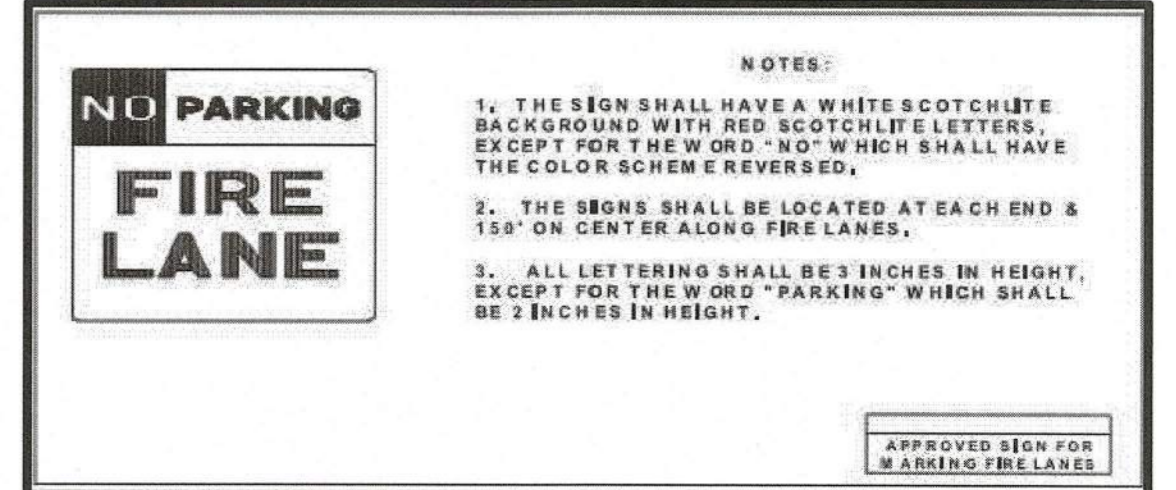 NO PARKING
FIRE
LANE
NOTES:
1. THE SIGN SHALL HAVE A WHITE SCOTCHLITE
BACKGROUND WITH RED SCOTCHLITE LETTERS,
EXCEPT FOR THE WORD "NO" WHICH SHALL HAVE
THE COLOR SCHEME REVERSED.
2. THE SIGNS SHALL BE LOCATED AT EACH END &
150' ON CENTER ALONG FIRE LANES.
3. ALL LETTERING SHALL BE 3 INCHES IN HEIGHT,
EXCEPT FOR THE WORD "PARKING" WHICH SHALL
BE 2 INCHES IN HEIGHT.
APPROVED SIGN FOR
MARKING FIRE LANES